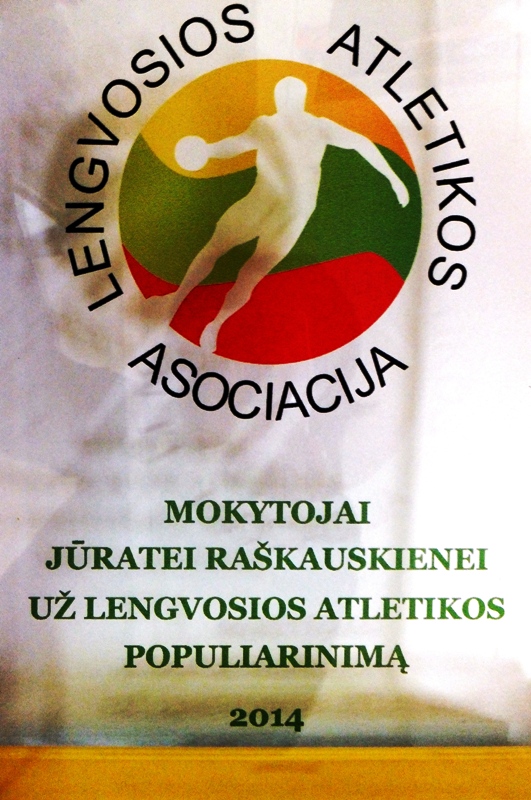 LENGVOSIOS ATLETIKOS
ASOCIACIJA
MOKYTOJAI
JŪRATEI RAŠKAUSKIENEI
UŽ LENGVOSIOS ATLETIKOS
POPULIARINIMĄ
2014